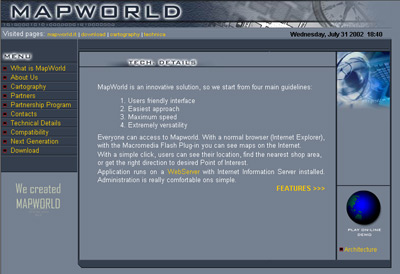 MAPWORLD
Visited pages: mapworld.it | download | cartography | technics
Wednesday, July 31 2002 18:40
MENU
What is MapWorld
About Us
Cartography
Partners
Partnership Program
Contacts
Technical Details
Compatibility
Next Generation
Download
We created
MAPWORLD
TECH. DETAILS
MapWorld is an innovative solution, so we start from four main guidelines:
1. Users friendly interface
2. Easiest approach
3. Maximum speed
4. Extremely versatility
Everyone can access to Mapworld. With a normal browser (Internet Explorer),
with the Macromedia Flash Plug-in you can see maps on the Internet.
With a simple click, users can see their location, find the nearest shop area,
or get the right direction to desired Point of Interest.
Application runs on a WebServer with Internet Information Server installed.
Administration is really comfortable ons simple.
FEATURES >>>
PLAY ON-LINE
DEMO
Architecture